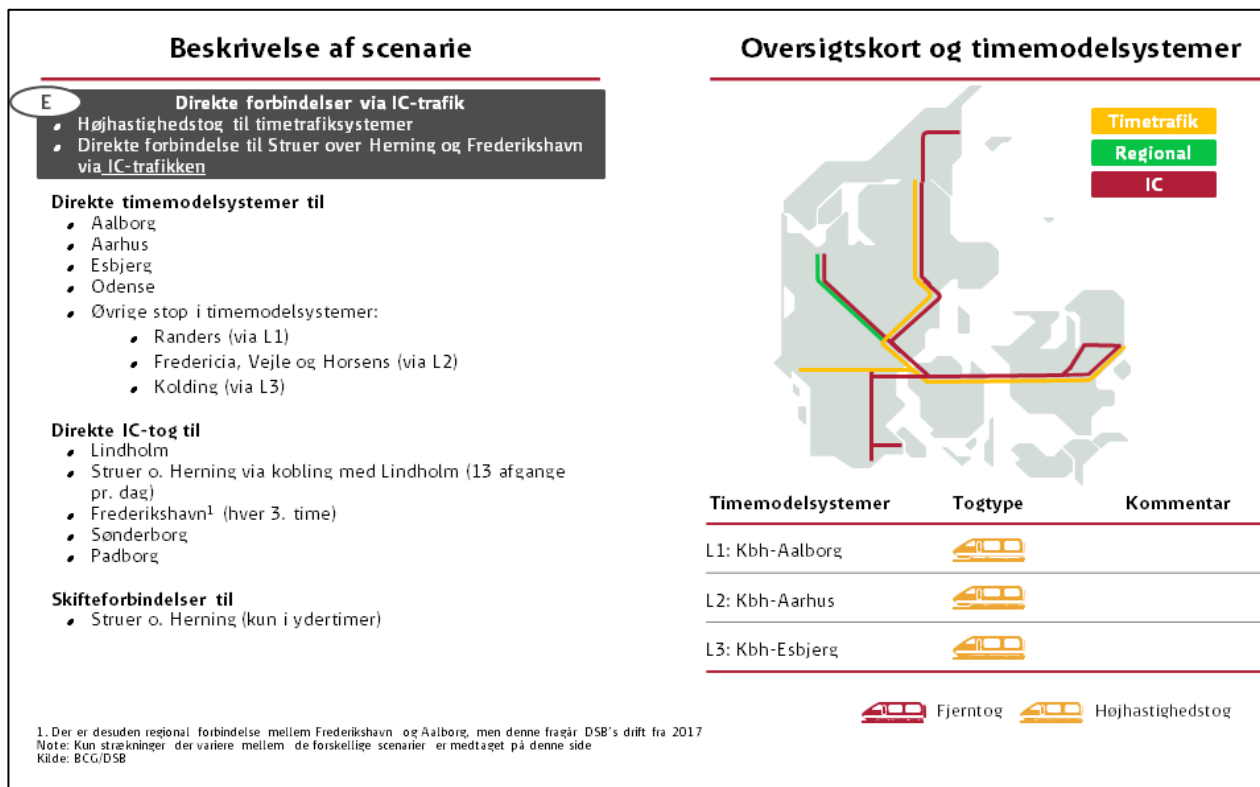 Beskrivelse af scenarie
E
Direkte forbindelser via IC-trafik
• Højhastighedstog til timetrafiksystemer
• Direkte forbindelse til Struer over Herning og Frederikshavn
via IC-trafikken
Direkte timemodelsystemer til
• Aalborg
• Aarhus
• Esbjerg
• Odense
• Øvrige stop i timemodelsystemer:
• Randers (via L1)
• Fredericia, Vejle og Horsens (via L2)
• Kolding (via L3)
Direkte IC-tog til
• Lindholm
• Struer o. Herning via kobling med Lindholm (13 afgange
pr. dag)
• Frederikshavn¹ (hver 3. time)
• Sønderborg
• Padborg
Skifteforbindelser til
• Struer o. Herning (kun i ydertimer)
Oversigtskort og timemodelsystemer
Timetrafik
Regional
IC
Timemodelsystemer Togtype Kommentar
L1: Kbh-Aalborg
L2: Kbh-Aarhus
L3: Kbh-Esbjerg
Fjerntog Højhastighedstog
1. Der er desuden regional forbindelse mellem Frederikshavn og Aalborg, men denne fragår DSB's drift fra 2017
Note: Kun strækninger der variere mellem de forskellige scenarier er medtaget på denne side
Kilde: BCG/DSB